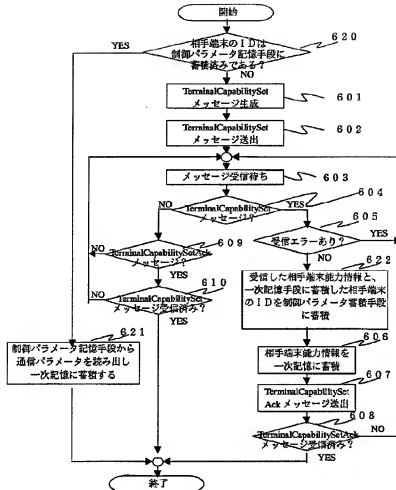 開始
620
相手端末のIDは
制御パラメータ記憶手段に
蓄積済みである?
YES
NO
TerminalCapabilitySet
メッセージ生成
601
TerminalCapabilitySet
メッセージ送出
602
メッセージ受信待ち
603
604
TerminalCapabilitySet
メッセージ?
NO
YES
605
受信エラーあり?
YES
NO
609
TerminalCapabilitySetAck
メッセージ?
NO
YES
622
受信した相手端末能力情報と、
一次記憶手段に蓄積した相手端末
のIDを制御パラメータ蓄積手段
に蓄積
610
TerminalCapabilitySet
メッセージ受信済み?
NO
YES
621
制御パラメータ記憶手段から
通信パラメータを読み出し
一次記憶に蓄積する
606
相手端末能力情報を
一次記憶に蓄積
607
TerminalCapabilitySet
Ackメッセージ送出
608
TerminalCapabilitySetAck
メッセージ受信済み?
NO
YES
終了